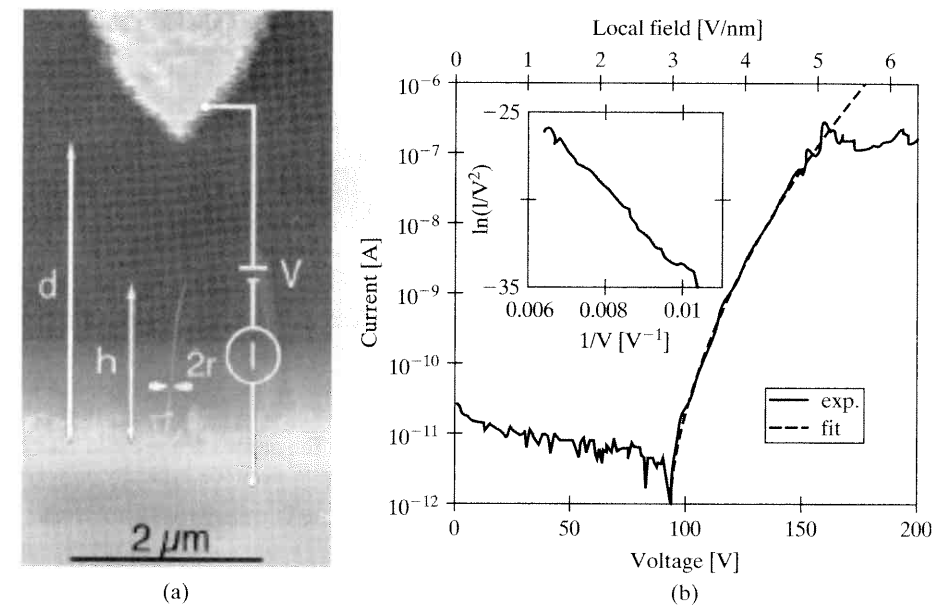 d
h
2r
V
I
2 µm
(a)
Local field [V/nm]
0 1 2 3 4 5 6
10⁻⁶
10⁻⁷
10⁻⁸
10⁻⁹
10⁻¹⁰
10⁻¹¹
10⁻¹²
Current [A]
−25
−35
ln(I/V²)
0.006 0.008 0.01
1/V [V⁻¹]
exp.
fit
0 50 100 150 200
Voltage [V]
(b)